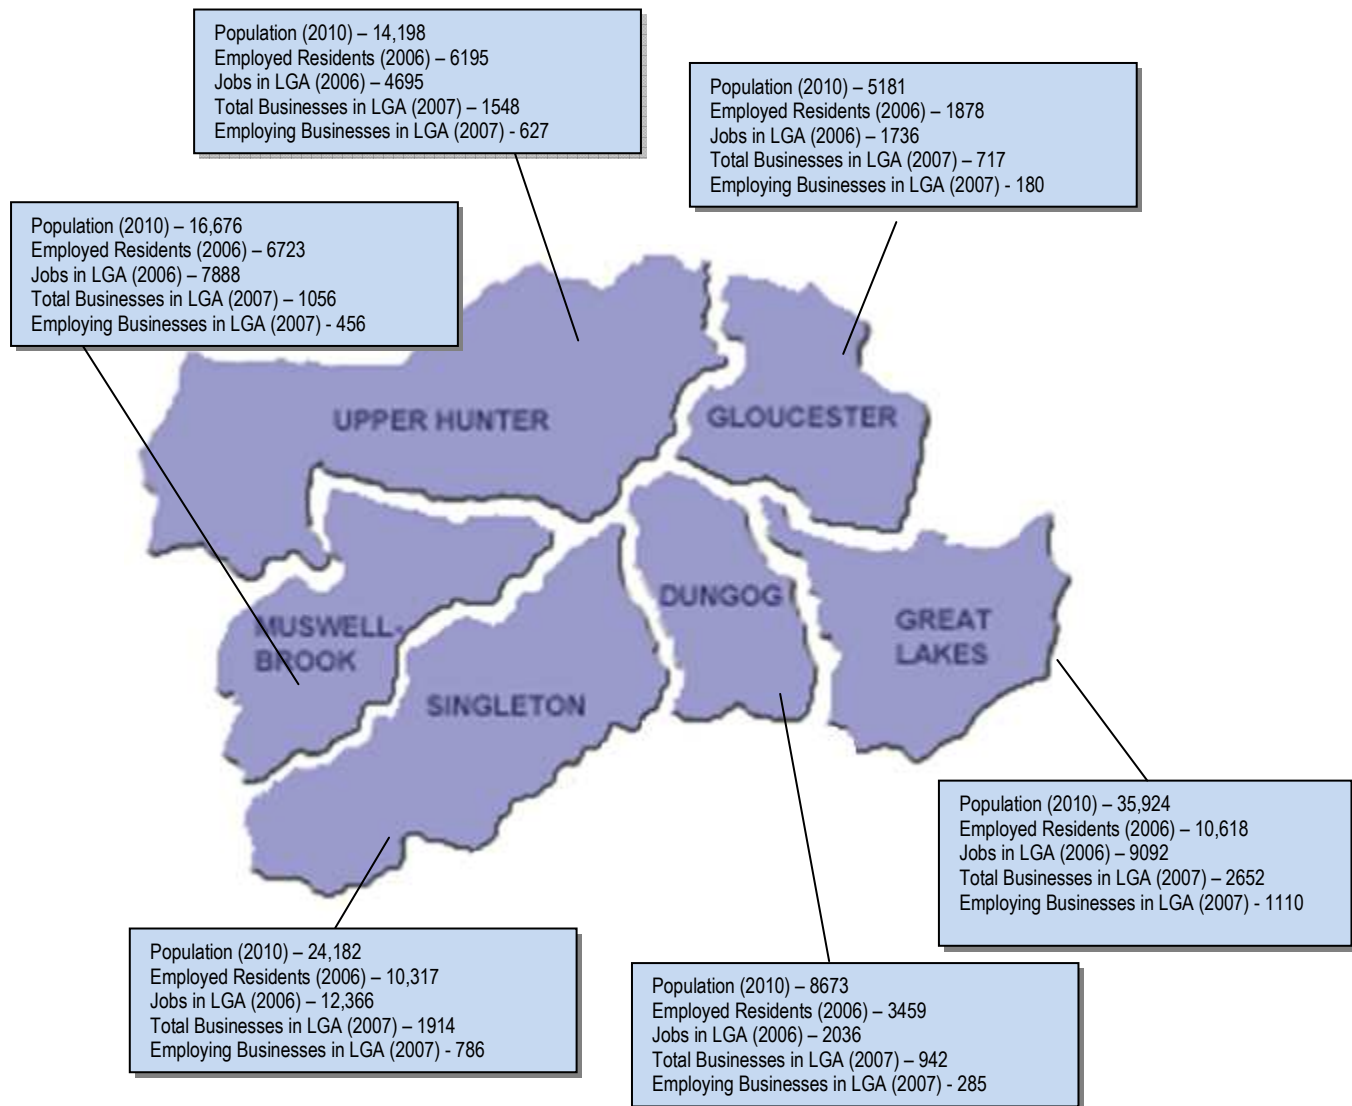 Population (2010) – 14,198
Employed Residents (2006) – 6195
Jobs in LGA (2006) – 4695
Total Businesses in LGA (2007) – 1548
Employing Businesses in LGA (2007) - 627
Population (2010) – 5181
Employed Residents (2006) – 1878
Jobs in LGA (2006) – 1736
Total Businesses in LGA (2007) – 717
Employing Businesses in LGA (2007) - 180
Population (2010) – 16,676
Employed Residents (2006) – 6723
Jobs in LGA (2006) – 7888
Total Businesses in LGA (2007) – 1056
Employing Businesses in LGA (2007) - 456
UPPER HUNTER
GLOUCESTER
MUSWELL-
BROOK
SINGLETON
DUNGOG
GREAT
LAKES
Population (2010) – 35,924
Employed Residents (2006) – 10,618
Jobs in LGA (2006) – 9092
Total Businesses in LGA (2007) – 2652
Employing Businesses in LGA (2007) - 1110
Population (2010) – 24,182
Employed Residents (2006) – 10,317
Jobs in LGA (2006) – 12,366
Total Businesses in LGA (2007) – 1914
Employing Businesses in LGA (2007) - 786
Population (2010) – 8673
Employed Residents (2006) – 3459
Jobs in LGA (2006) – 2036
Total Businesses in LGA (2007) – 942
Employing Businesses in LGA (2007) - 285